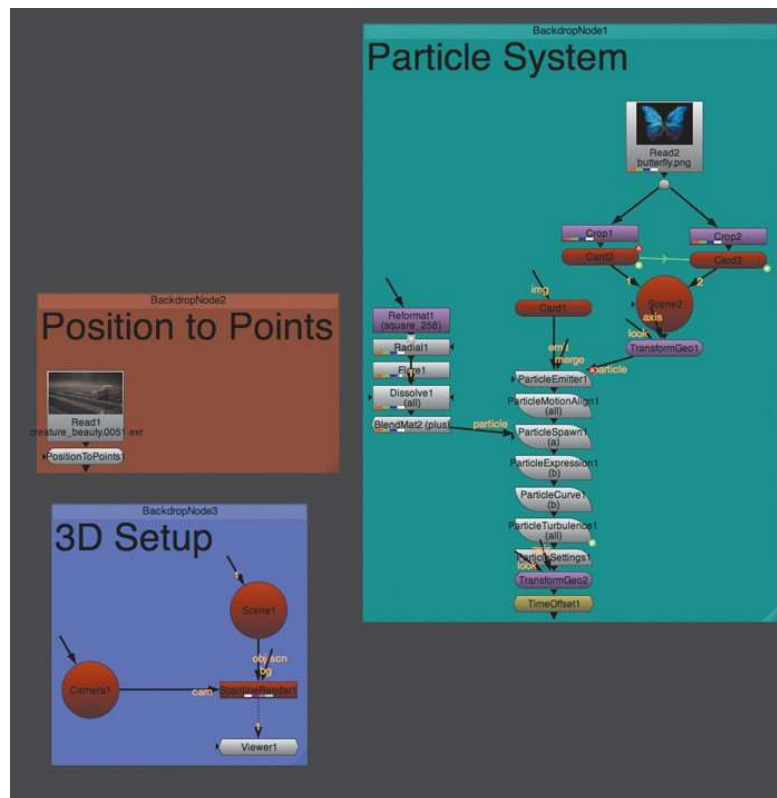 BackdropNode1
Particle System
Read2
butterfly.png
Crop1
Crop2
Card2
Card3
1
2
Scene2
axis
look
TransformGeo1
img
Card1
emit
merge
particle
Reformat1
(square_256)
Radial1
Flare1
Dissolve1
(all)
BlendMat2 (plus)
particle
ParticleEmitter1
ParticleMotionAlign1
(all)
ParticleSpawn1
(a)
ParticleExpression1
(b)
ParticleCurve1
(b)
ParticleTurbulence1
(all)
ParticleSettings1
look
TransformGeo2
TimeOffset1
BackdropNode2
Position to Points
Read1
creature_beauty.0051.exr
PositionToPoints1
BackdropNode3
3D Setup
Scene1
obj/scn
bg
Camera1
cam
ScanlineRender1
1
Viewer1